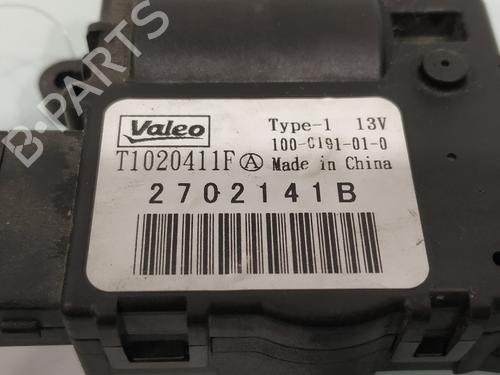 Valeo
Type-1 13V
100-C191-01-0
T1020411F A Made in China
2702141B
B-PARTS